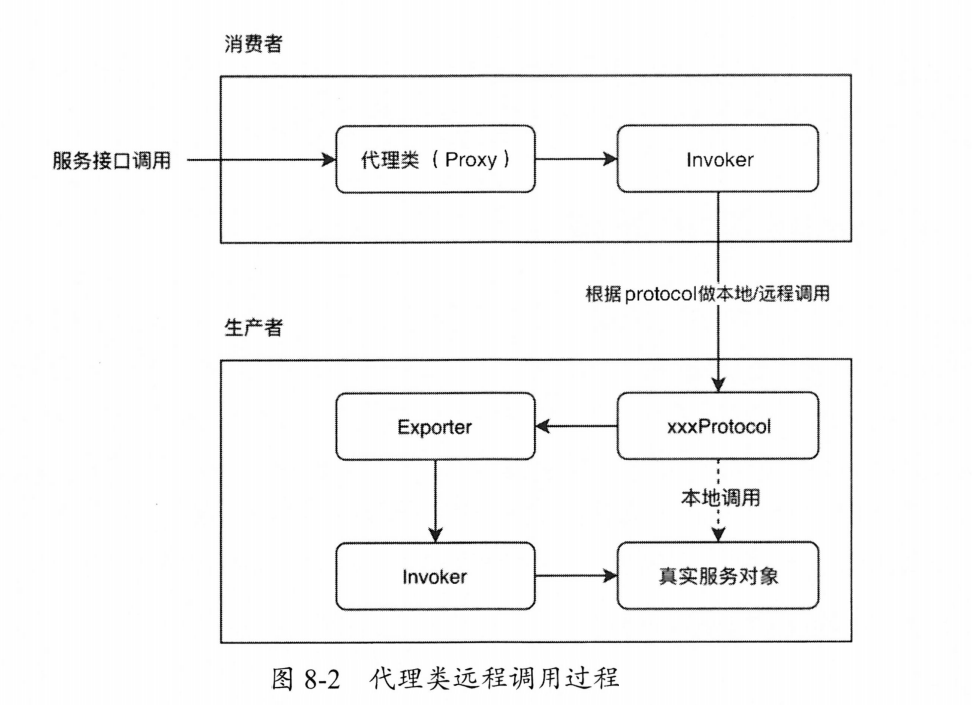 消费者
服务接口调用
代理类（Proxy）
Invoker
根据protocol做本地/远程调用
生产者
Exporter
xxxProtocol
本地调用
Invoker
真实服务对象
图 8-2 代理类远程调用过程